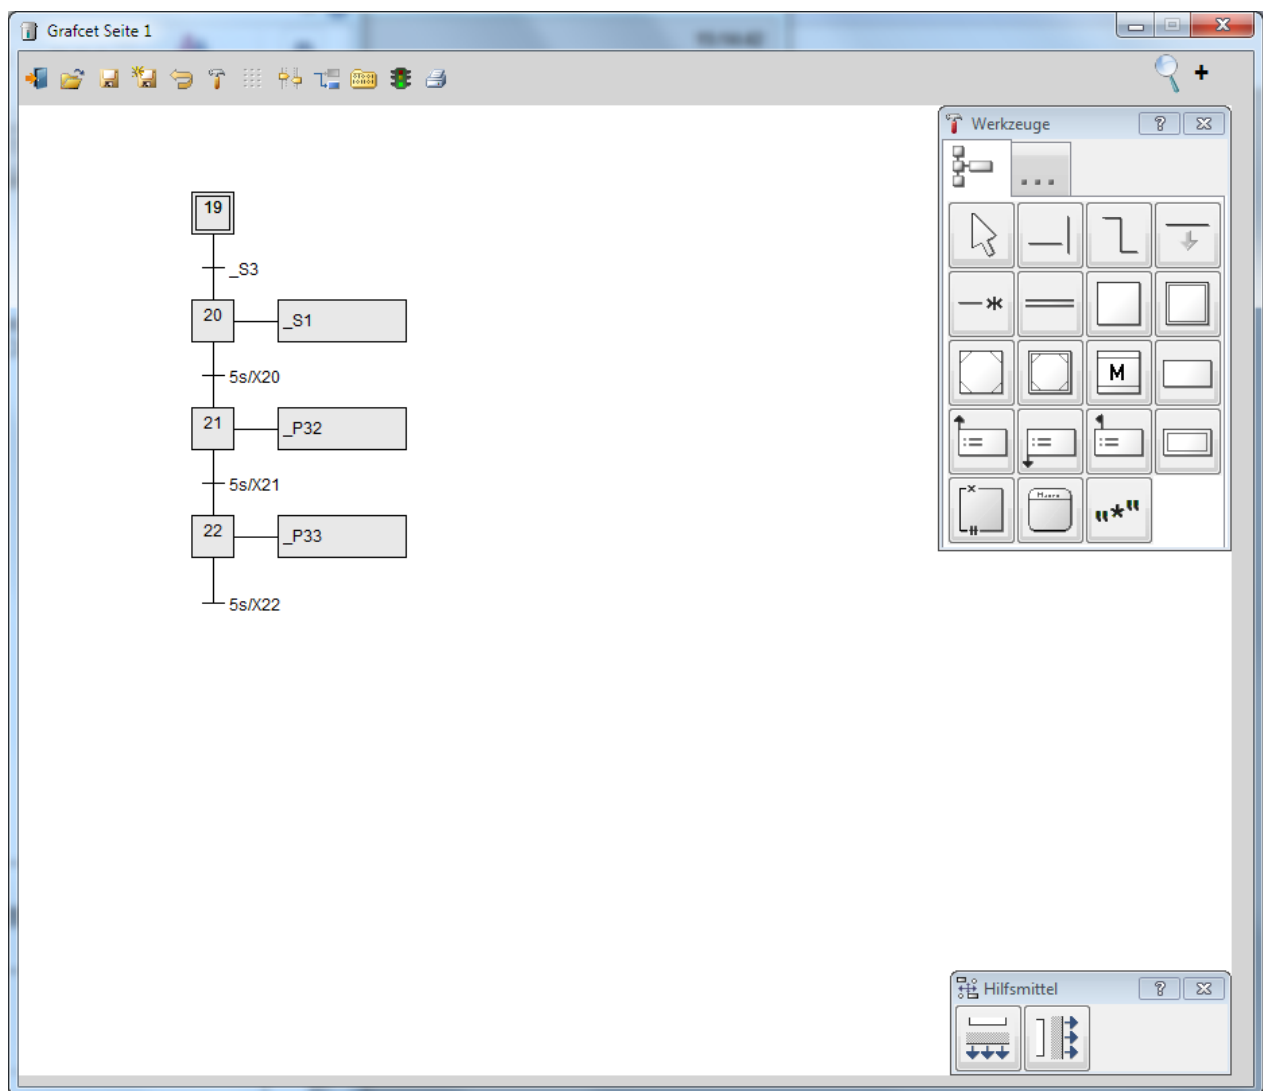 Grafcet Seite 1
Werkzeuge
19
_S3
20
_S1
5s/X20
21
_P32
5s/X21
22
_P33
5s/X22
M
:=
:=
:=
"*"
Hilfsmittel